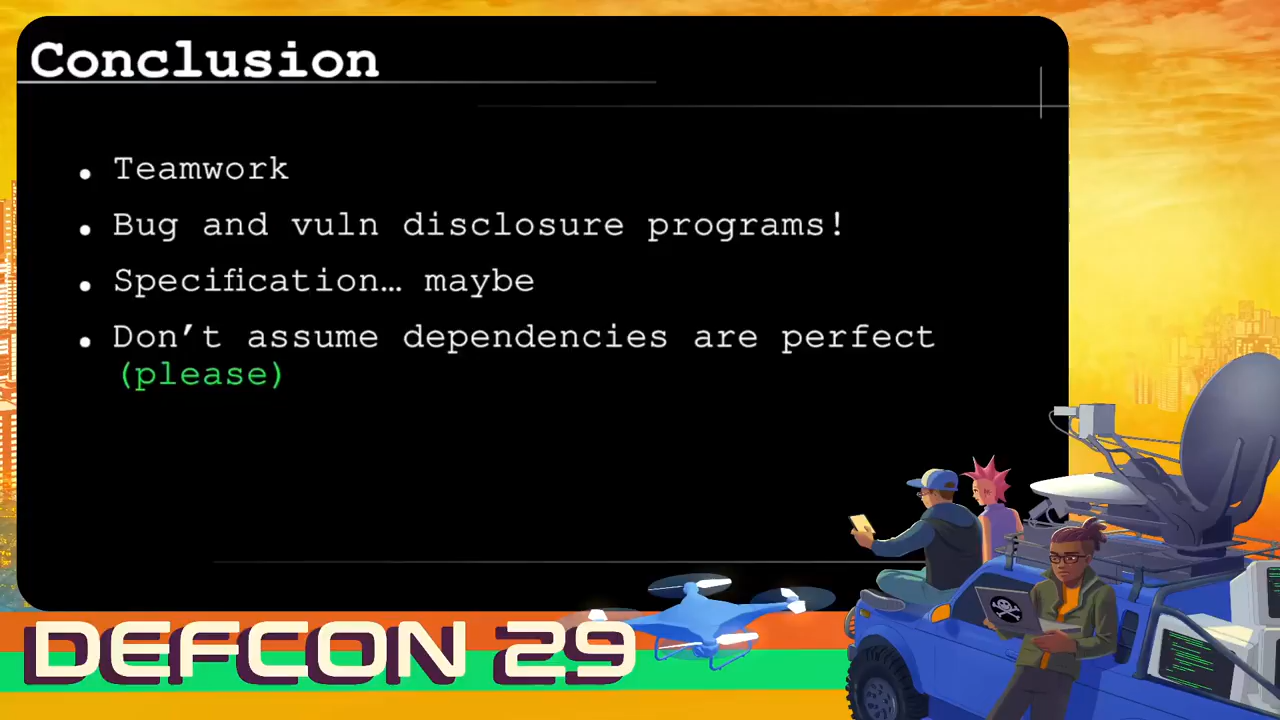 Conclusion
• Teamwork
• Bug and vuln disclosure programs!
• Specification… maybe
• Don’t assume dependencies are perfect
(please)
DEFCON 29